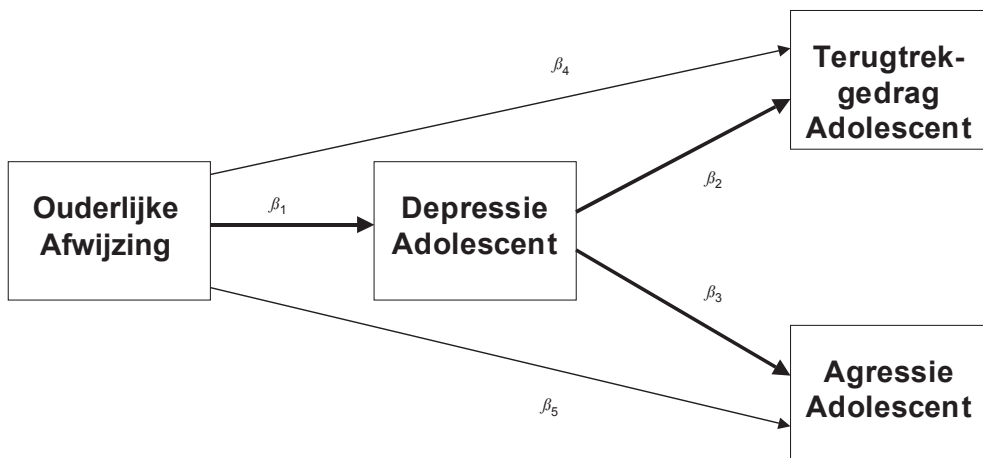 Terugtrek-
gedrag
Adolescent
β4
Ouderlijke
Afwijzing
β1
Depressie
Adolescent
β2
β3
Agressie
Adolescent
β5